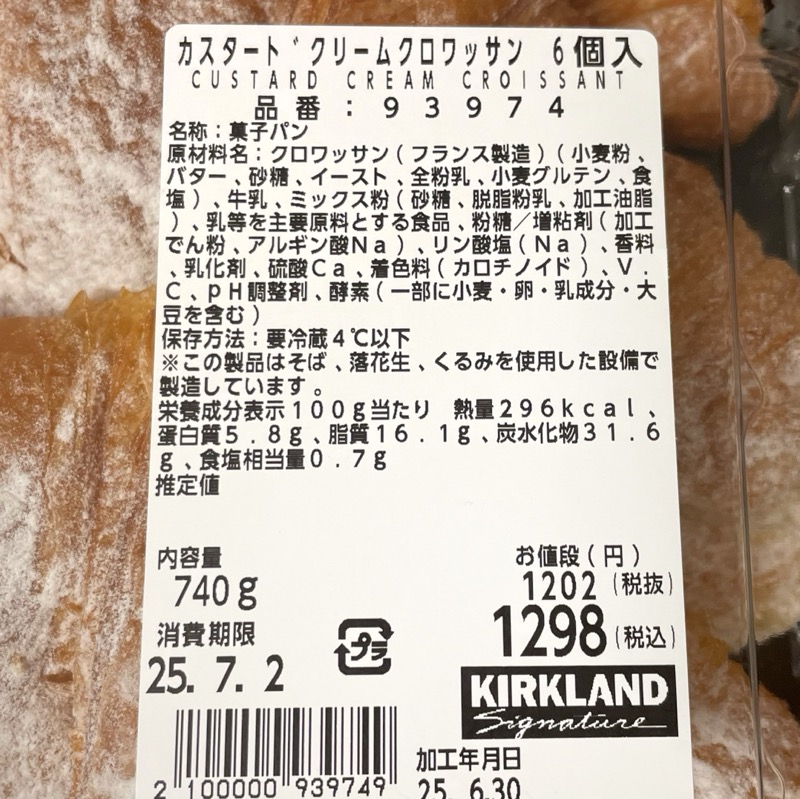 カスタード゛クリームクロワッサン 6個入
CUSTARD CREAM CROISSANT
品番：93974
名称：菓子パン
原材料名：クロワッサン（フランス製造）（小麦粉、
バター、砂糖、イースト、全粉乳、小麦グルテン、食
塩）、牛乳、ミックス粉（砂糖、脱脂粉乳、加工油脂
）、乳等を主要原料とする食品、粉糖／増粘剤（加工
でん粉、アルギン酸Ｎａ）、リン酸塩（Ｎａ）、香料
、乳化剤、硫酸Ｃａ、着色料（カロチノイド）、Ｖ．
Ｃ、ｐＨ調整剤、酵素（一部に小麦・卵・乳成分・大
豆を含む）
保存方法：要冷蔵４℃以下
※この製品はそば、落花生、くるみを使用した設備で
製造しています。
栄養成分表示１００ｇ当たり　熱量２９６ｋｃａｌ、
蛋白質５．８ｇ、脂質１６．１ｇ、炭水化物３１．６
ｇ、食塩相当量０．７ｇ
推定値
内容量
740g
お値段（円）
1202（税抜）
1298（税込）
消費期限
25. 7. 2
プラ
KIRKLAND
Signature
加工年月日
25. 6.30
2 100000 939749